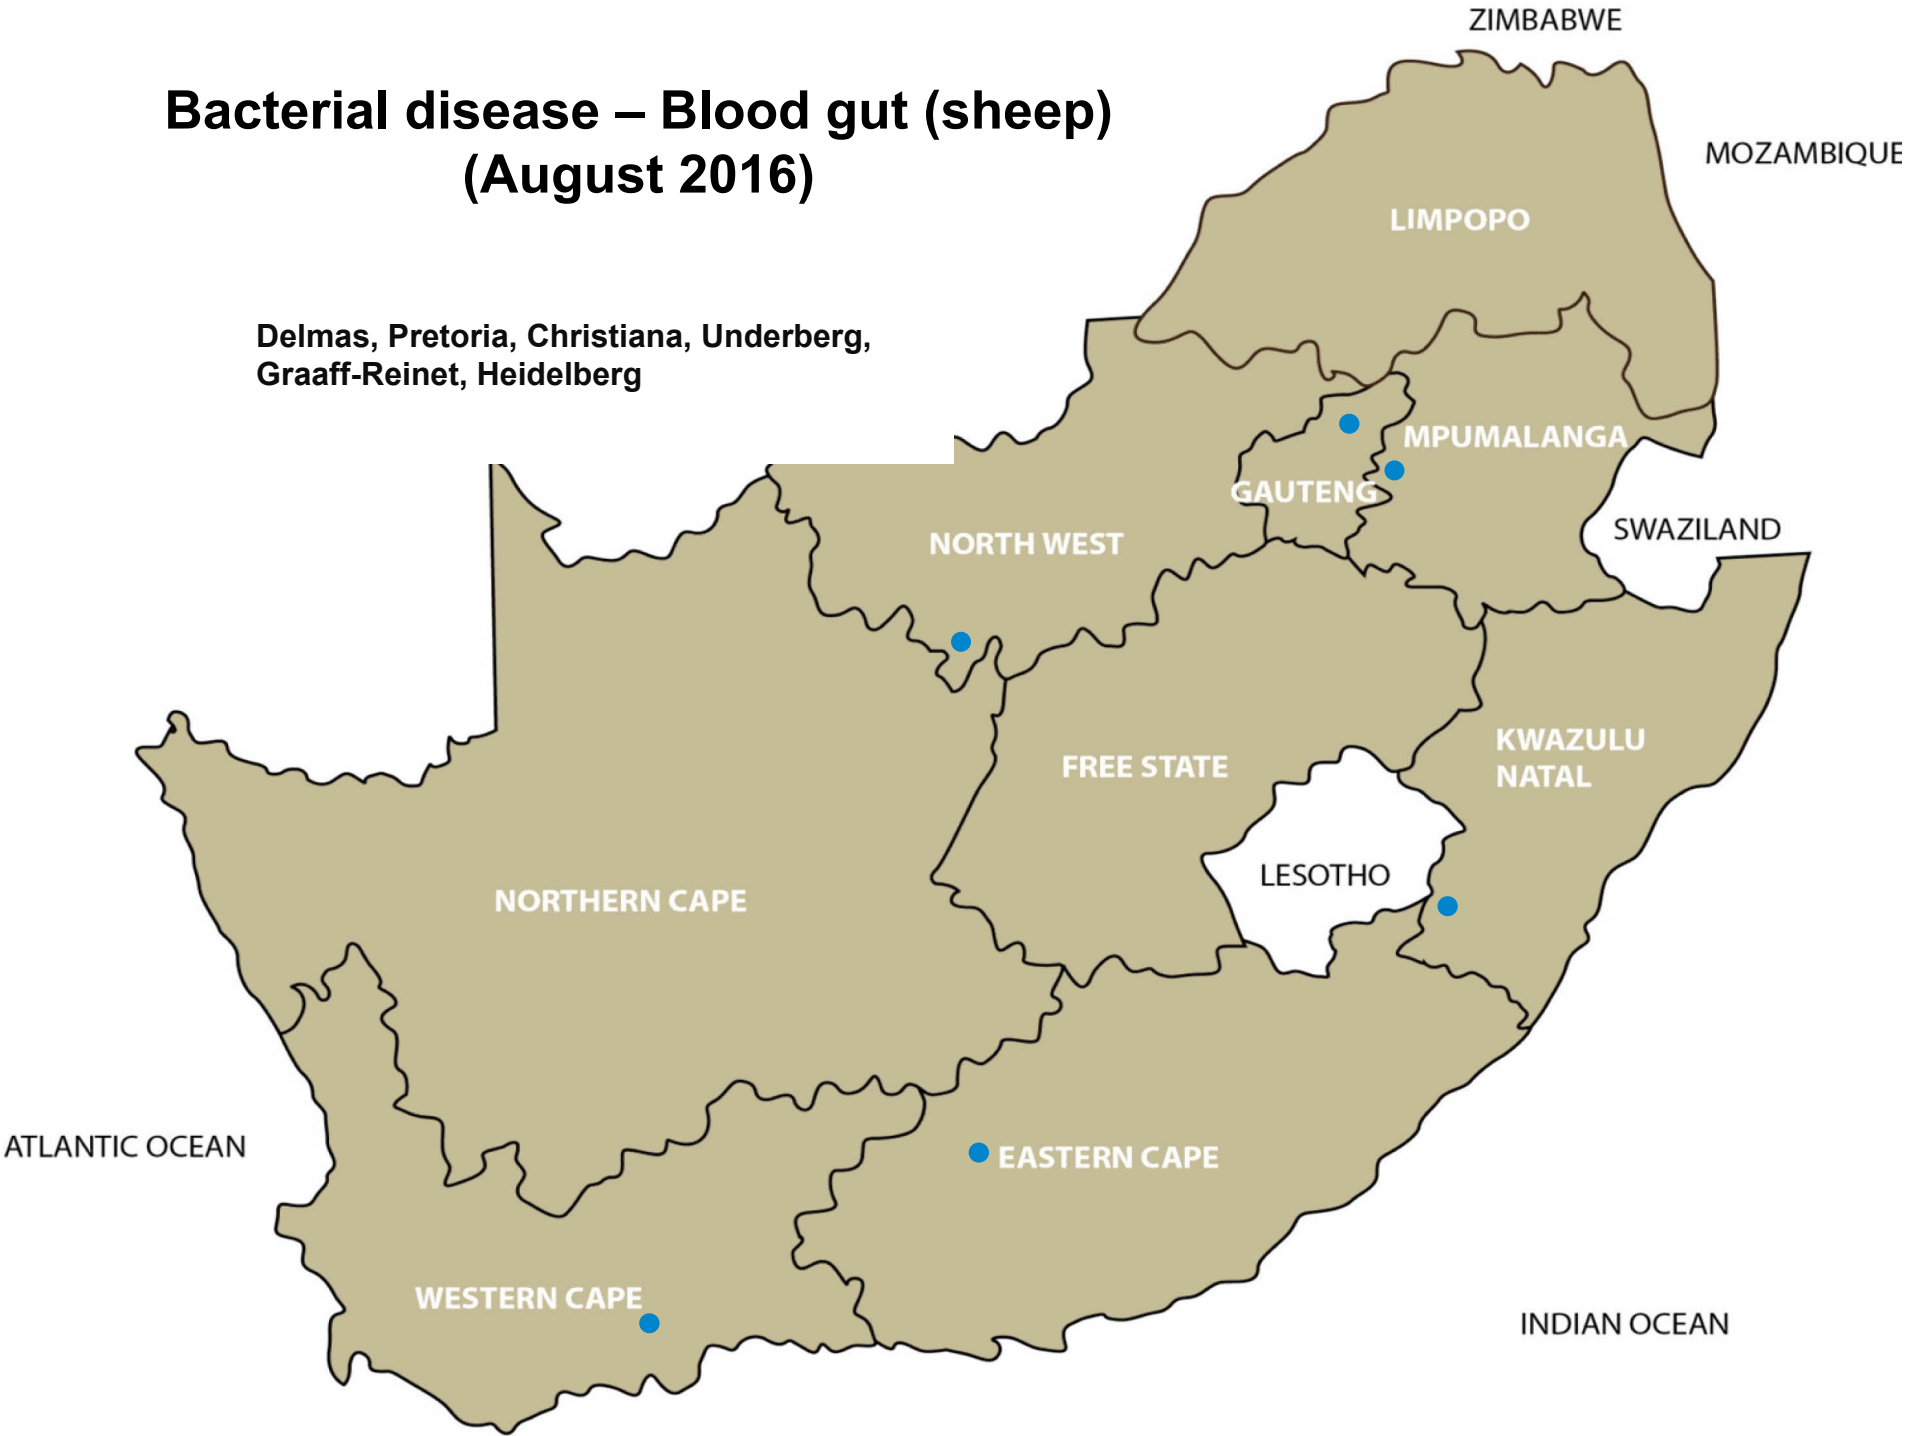 ZIMBABWE
Bacterial disease – Blood gut (sheep)
(August 2016)
MOZAMBIQUE
LIMPOPO
Delmas, Pretoria, Christiana, Underberg,
Graaff-Reinet, Heidelberg
MPUMALANGA
GAUTENG
NORTH WEST
SWAZILAND
KWAZULU
NATAL
FREE STATE
LESOTHO
NORTHERN CAPE
ATLANTIC OCEAN
EASTERN CAPE
WESTERN CAPE
INDIAN OCEAN